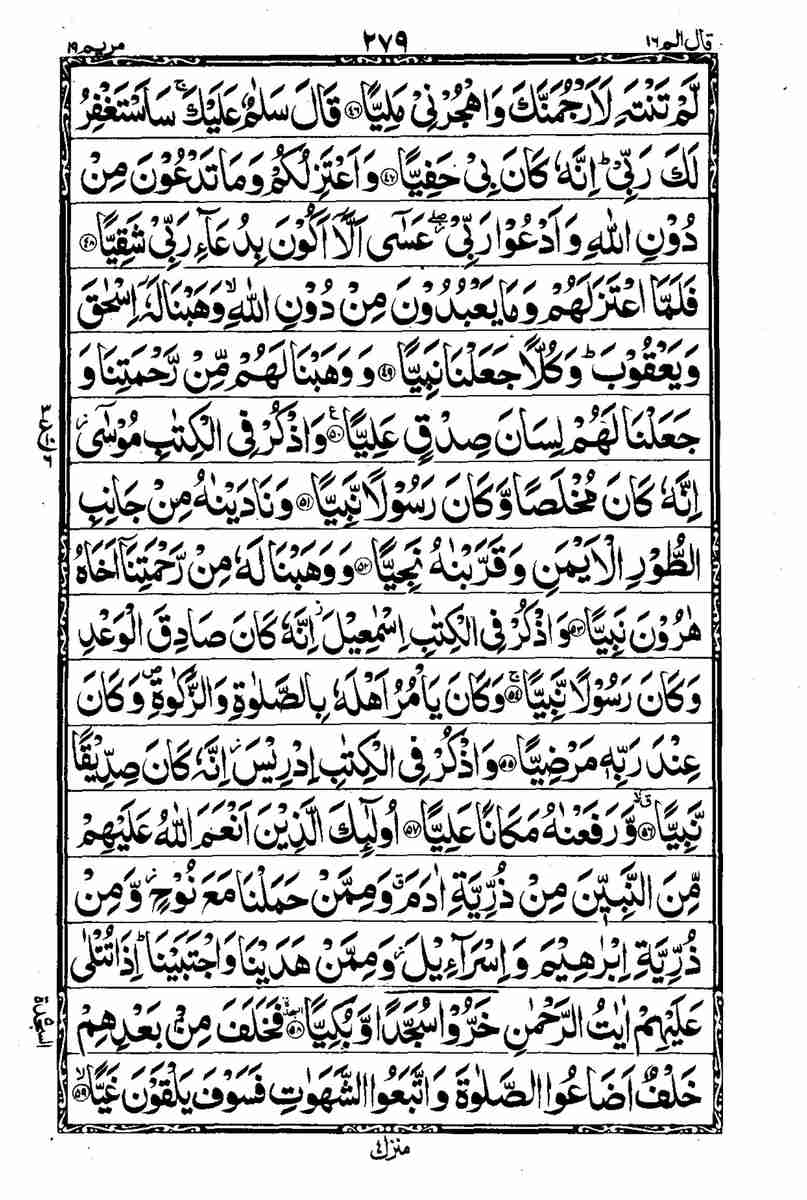 قال الم ١٦
٢٧٩
مريم ١٩
لَّمْ تَنْتَهِ لَاَرْجُمَنَّكَ وَاهْجُرْنِىْ مَلِيًّا ﴿٤٦﴾ قَالَ سَلٰمٌ عَلَيْكَ ۚ سَاَسْتَغْفِرُ
لَكَ رَبِّىْ ؕ اِنَّهٗ كَانَ بِىْ حَفِيًّا ﴿٤٧﴾ وَاَعْتَزِلُكُمْ وَمَا تَدْعُوْنَ مِنْ
دُوْنِ اللّٰهِ وَاَدْعُوْا رَبِّىْ ۖ عَسٰٓى اَلَّاۤ اَكُوْنَ بِدُعَآءِ رَبِّىْ شَقِيًّا ﴿٤٨﴾
فَلَمَّا اعْتَزَلَهُمْ وَمَا يَعْبُدُوْنَ مِنْ دُوْنِ اللّٰهِ ۙ وَهَبْنَا لَهٗۤ اِسْحٰقَ
وَيَعْقُوْبَ ؕ وَكُلًّا جَعَلْنَا نَبِيًّا ﴿٤٩﴾ وَوَهَبْنَا لَهُمْ مِّنْ رَّحْمَتِنَا وَ
جَعَلْنَا لَهُمْ لِسَانَ صِدْقٍ عَلِيًّا ﴿٥٠﴾ ع وَاذْكُرْ فِى الْكِتٰبِ مُوْسٰٓى ز
اِنَّهٗ كَانَ مُخْلَصًا وَّكَانَ رَسُوْلًا نَّبِيًّا ﴿٥١﴾ وَنَادَيْنٰهُ مِنْ جَانِبِ
الطُّوْرِ الْاَيْمَنِ وَقَرَّبْنٰهُ نَجِيًّا ﴿٥٢﴾ وَوَهَبْنَا لَهٗ مِنْ رَّحْمَتِنَاۤ اَخَاهُ
هٰرُوْنَ نَبِيًّا ﴿٥٣﴾ وَاذْكُرْ فِى الْكِتٰبِ اِسْمٰعِيْلَ ز اِنَّهٗ كَانَ صَادِقَ الْوَعْدِ
وَكَانَ رَسُوْلًا نَّبِيًّا ﴿٥٤﴾ ۚ وَكَانَ يَاْمُرُ اَهْلَهٗ بِالصَّلٰوةِ وَالزَّكٰوةِ ص وَكَانَ
عِنْدَ رَبِّهٖ مَرْضِيًّا ﴿٥٥﴾ وَاذْكُرْ فِى الْكِتٰبِ اِدْرِيْسَ ز اِنَّهٗ كَانَ صِدِّيْقًا
نَّبِيًّا ﴿٥٦﴾ وَّرَفَعْنٰهُ مَكَانًا عَلِيًّا ﴿٥٧﴾ اُولٰٓئِكَ الَّذِيْنَ اَنْعَمَ اللّٰهُ عَلَيْهِمْ
مِّنَ النَّبِيّٖنَ مِنْ ذُرِّيَّةِ اٰدَمَ ق وَمِمَّنْ حَمَلْنَا مَعَ نُوْحٍ ز وَّمِنْ
ذُرِّيَّةِ اِبْرٰهِيْمَ وَاِسْرَآءِيْلَ ز وَمِمَّنْ هَدَيْنَا وَاجْتَبَيْنَا ؕ اِذَا تُتْلٰى
عَلَيْهِمْ اٰيٰتُ الرَّحْمٰنِ خَرُّوْا سُجَّدًا وَّبُكِيًّا ﴿٥٨﴾ فَخَلَفَ مِنْۢ بَعْدِهِمْ
السجدة ٥
خَلْفٌ اَضَاعُوا الصَّلٰوةَ وَاتَّبَعُوا الشَّهَوٰتِ فَسَوْفَ يَلْقَوْنَ غَيًّا ﴿٥٩﴾ ۙ
منزل ٤